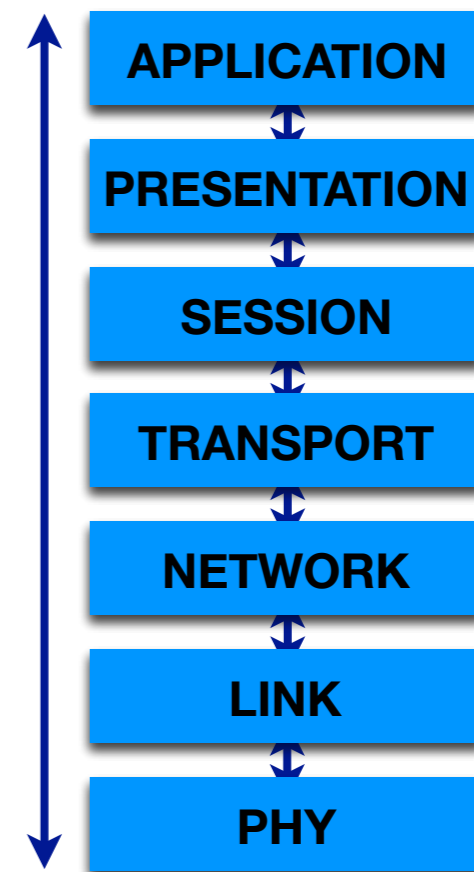 APPLICATION
PRESENTATION
SESSION
TRANSPORT
NETWORK
LINK
PHY